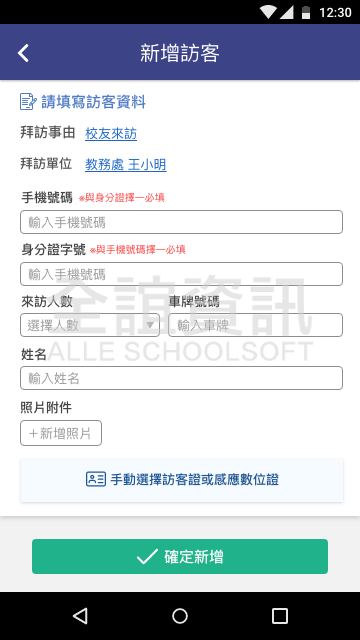 12:30
新增訪客
請填寫訪客資料
拜訪事由 校友來訪
拜訪單位 教務處 王小明
手機號碼 ※與身分證擇一必填
輸入手機號碼
身分證字號 ※與手機號碼擇一必填
輸入手機號碼
全誼資訊
來訪人數 車牌號碼
選擇人數 輸入車牌
ALLE SCHOOLSOFT
姓名
輸入姓名
照片附件
＋新增照片
手動選擇訪客證或感應數位證
確定新增